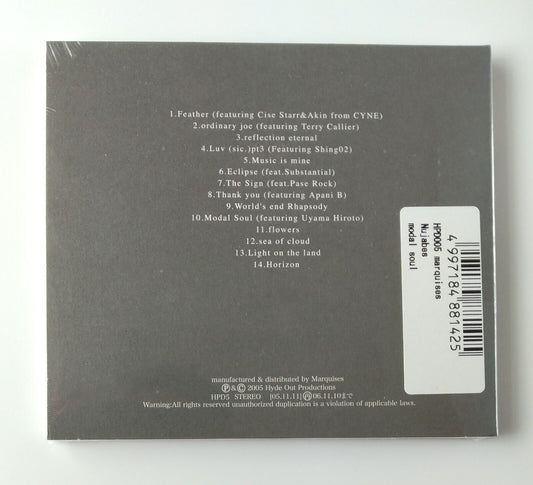 1.Feather (featuring Cise Starr&Akin from CYNE)
2.ordinary joe (featuring Terry Callier)
3.reflection eternal
4.Luv (sic.)pt3 (Featuring Shing02)
5.Music is mine
6.Eclipse (feat.Substantial)
7.The Sign (feat.Pase Rock)
8.Thank you (featuring Apani B)
9.World's end Rhapsody
10.Modal Soul (featuring Uyama Hiroto)
11.flowers
12.sea of cloud
13.Light on the land
14.Horizon
HPD005 marquises
Nujabes
modal soul
4 997184 881425
manufactured & distributed by Marquises
Ⓟ&© 2005 Hyde Out Productions
HPD5 STEREO [05.11.11] 06.11.10まで
Warning:All rights reserved unauthorized duplication is a violation of applicable laws.